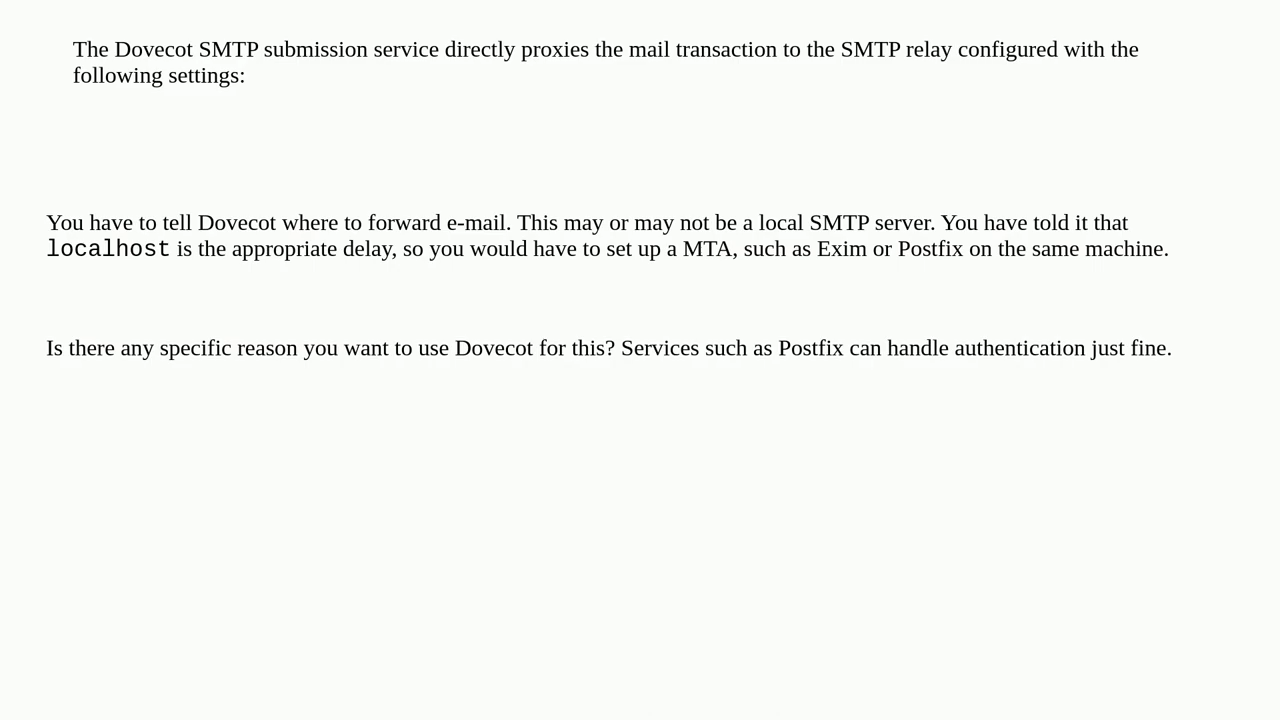 The Dovecot SMTP submission service directly proxies the mail transaction to the SMTP relay configured with the
following settings:
You have to tell Dovecot where to forward e-mail. This may or may not be a local SMTP server. You have told it that
localhost is the appropriate delay, so you would have to set up a MTA, such as Exim or Postfix on the same machine.
Is there any specific reason you want to use Dovecot for this? Services such as Postfix can handle authentication just fine.